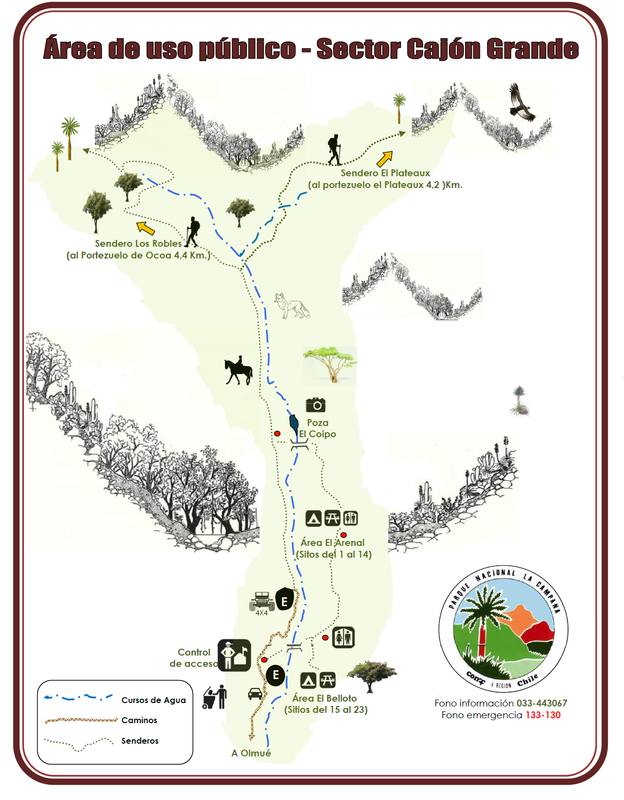 Área de uso público - Sector Cajón Grande
Sendero El Plateaux
(al portezuelo el Plateaux 4,2 )Km.
Sendero Los Robles
(al Portezuelo de Ocoa 4,4 Km.)
Poza
El Coipo
Área El Arenal
(Sitos del 1 al 14)
E
4X4
Control
de acceso
E
Área El Belloto
(Sitios del 15 al 23)
A Olmué
Cursos de Agua
Caminos
Senderos
PARQUE NACIONAL LA CAMPANA
conaf
V-REGION
Chile
Fono información 033-443067
Fono emergencia 133-130